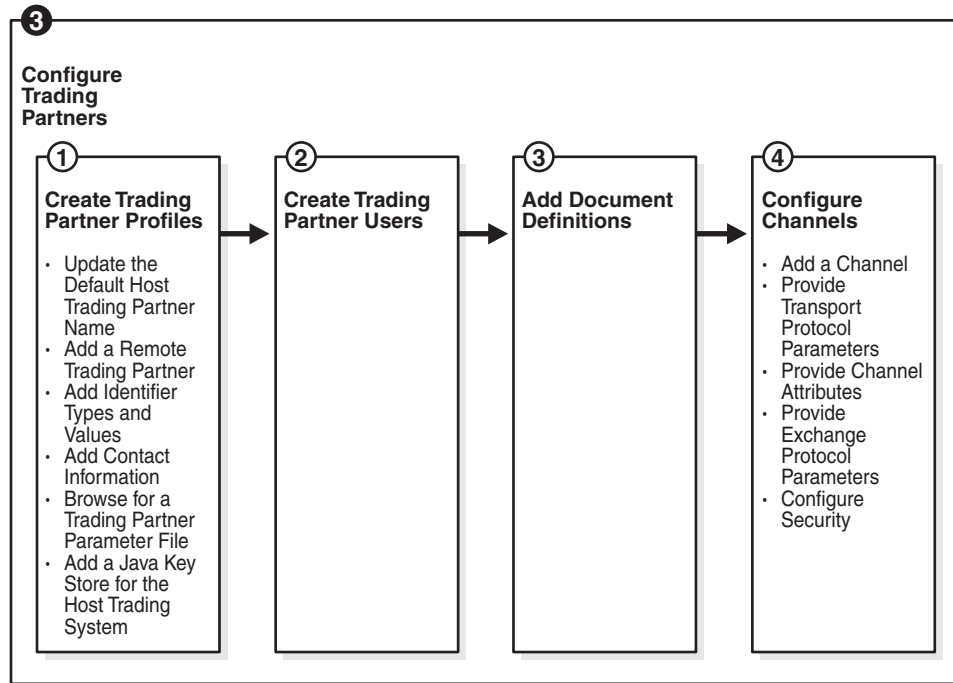 3
Configure
Trading
Partners
1
Create Trading
Partner Profiles
• Update the
Default Host
Trading Partner
Name
• Add a Remote
Trading Partner
• Add Identifier
Types and
Values
• Add Contact
Information
• Browse for a
Trading Partner
Parameter File
• Add a Java Key
Store for the
Host Trading
System
2
Create Trading
Partner Users
3
Add Document
Definitions
4
Configure
Channels
• Add a Channel
• Provide
Transport
Protocol
Parameters
• Provide Channel
Attributes
• Provide
Exchange
Protocol
Parameters
• Configure
Security